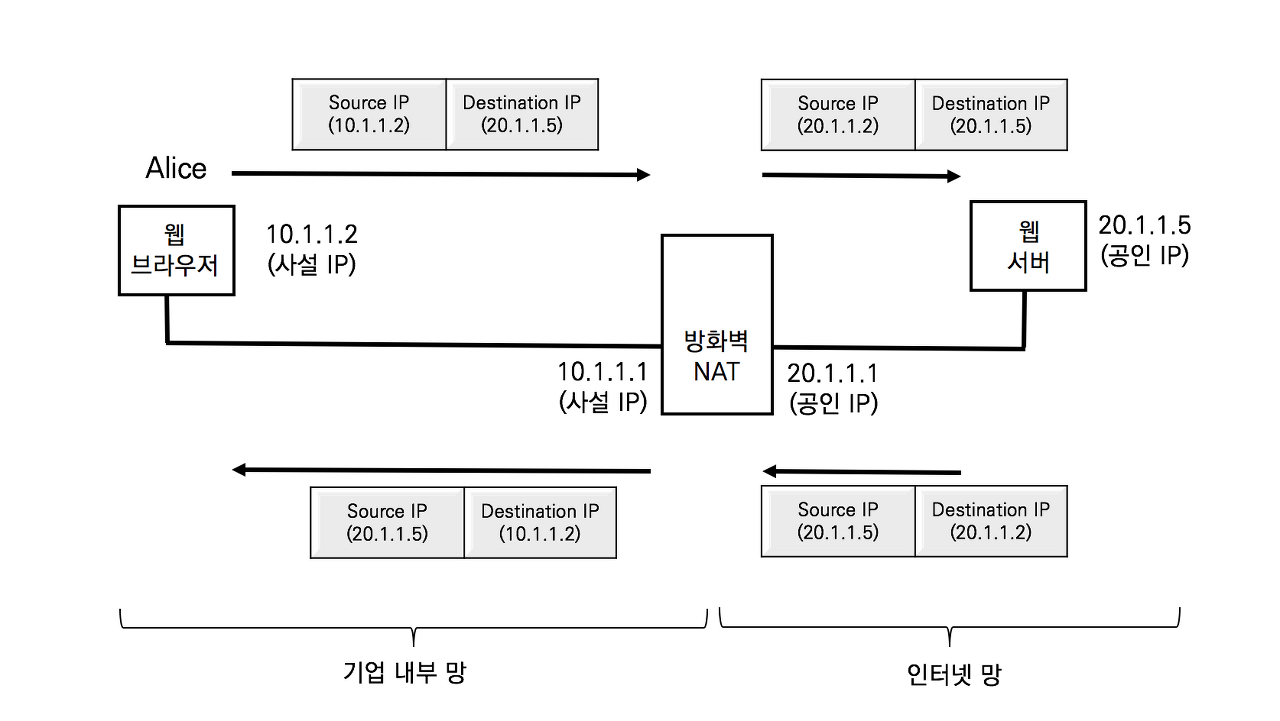 Source IP
(10.1.1.2)
Destination IP
(20.1.1.5)
Source IP
(20.1.1.2)
Destination IP
(20.1.1.5)
Alice
웹
브라우저
10.1.1.2
(사설 IP)
웹
서버
20.1.1.5
(공인 IP)
방화벽
NAT
10.1.1.1
(사설 IP)
20.1.1.1
(공인 IP)
Source IP
(20.1.1.5)
Destination IP
(10.1.1.2)
Source IP
(20.1.1.5)
Destination IP
(20.1.1.2)
기업 내부 망
인터넷 망